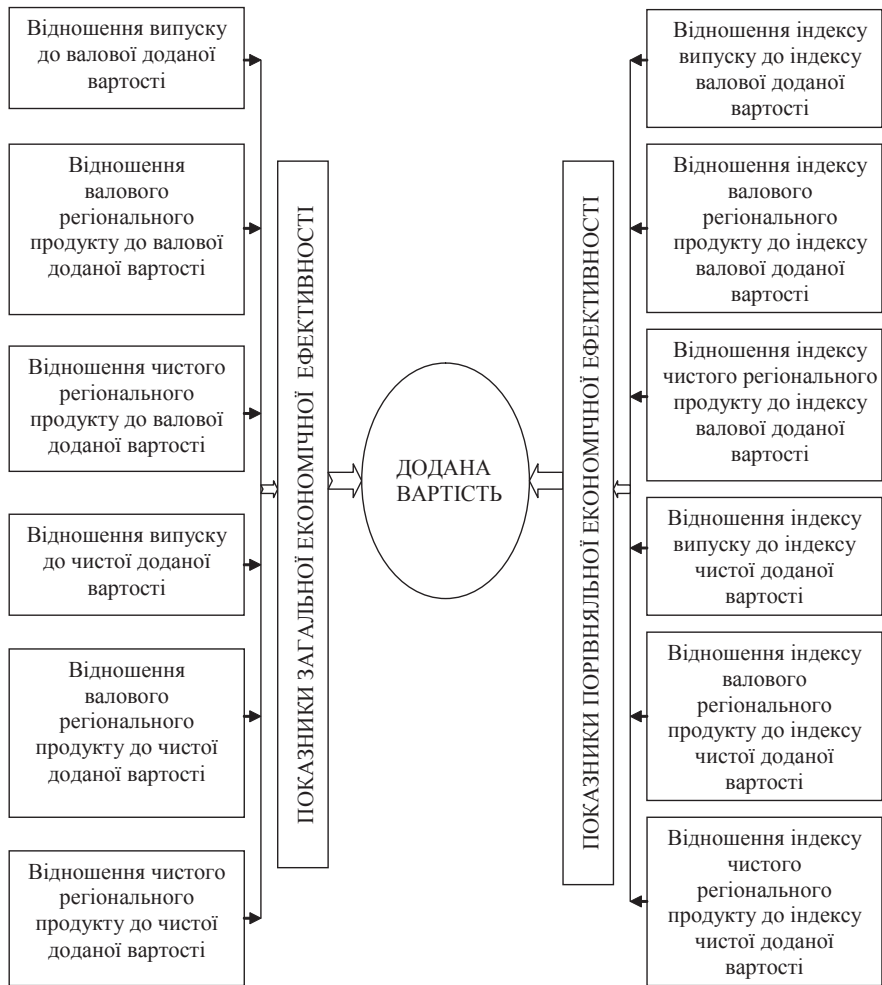 Відношення випуску
до валової доданої
вартості
Відношення
валового
регіонального
продукту до валової
доданої вартості
Відношення чистого
регіонального
продукту до валової
доданої вартості
Відношення випуску
до чистої доданої
вартості
Відношення
валового
регіонального
продукту до чистої
доданої вартості
Відношення чистого
регіонального
продукту до чистої
доданої вартості
ПОКАЗНИКИ ЗАГАЛЬНОЇ ЕКОНОМІЧНОЇ ЕФЕКТИВНОСТІ
ДОДАНА
ВАРТІСТЬ
ПОКАЗНИКИ ПОРІВНЯЛЬНОЇ ЕКОНОМІЧНОЇ ЕФЕКТИВНОСТІ
Відношення індексу
випуску до індексу
валової доданої
вартості
Відношення індексу
валового
регіонального
продукту до індексу
валової доданої
вартості
Відношення індексу
чистого регіонального
продукту до індексу
валової доданої
вартості
Відношення індексу
випуску до індексу
чистої доданої
вартості
Відношення індексу
валового
регіонального
продукту до індексу
чистої доданої
вартості
Відношення індексу
чистого
регіонального
продукту до індексу
чистої доданої
вартості